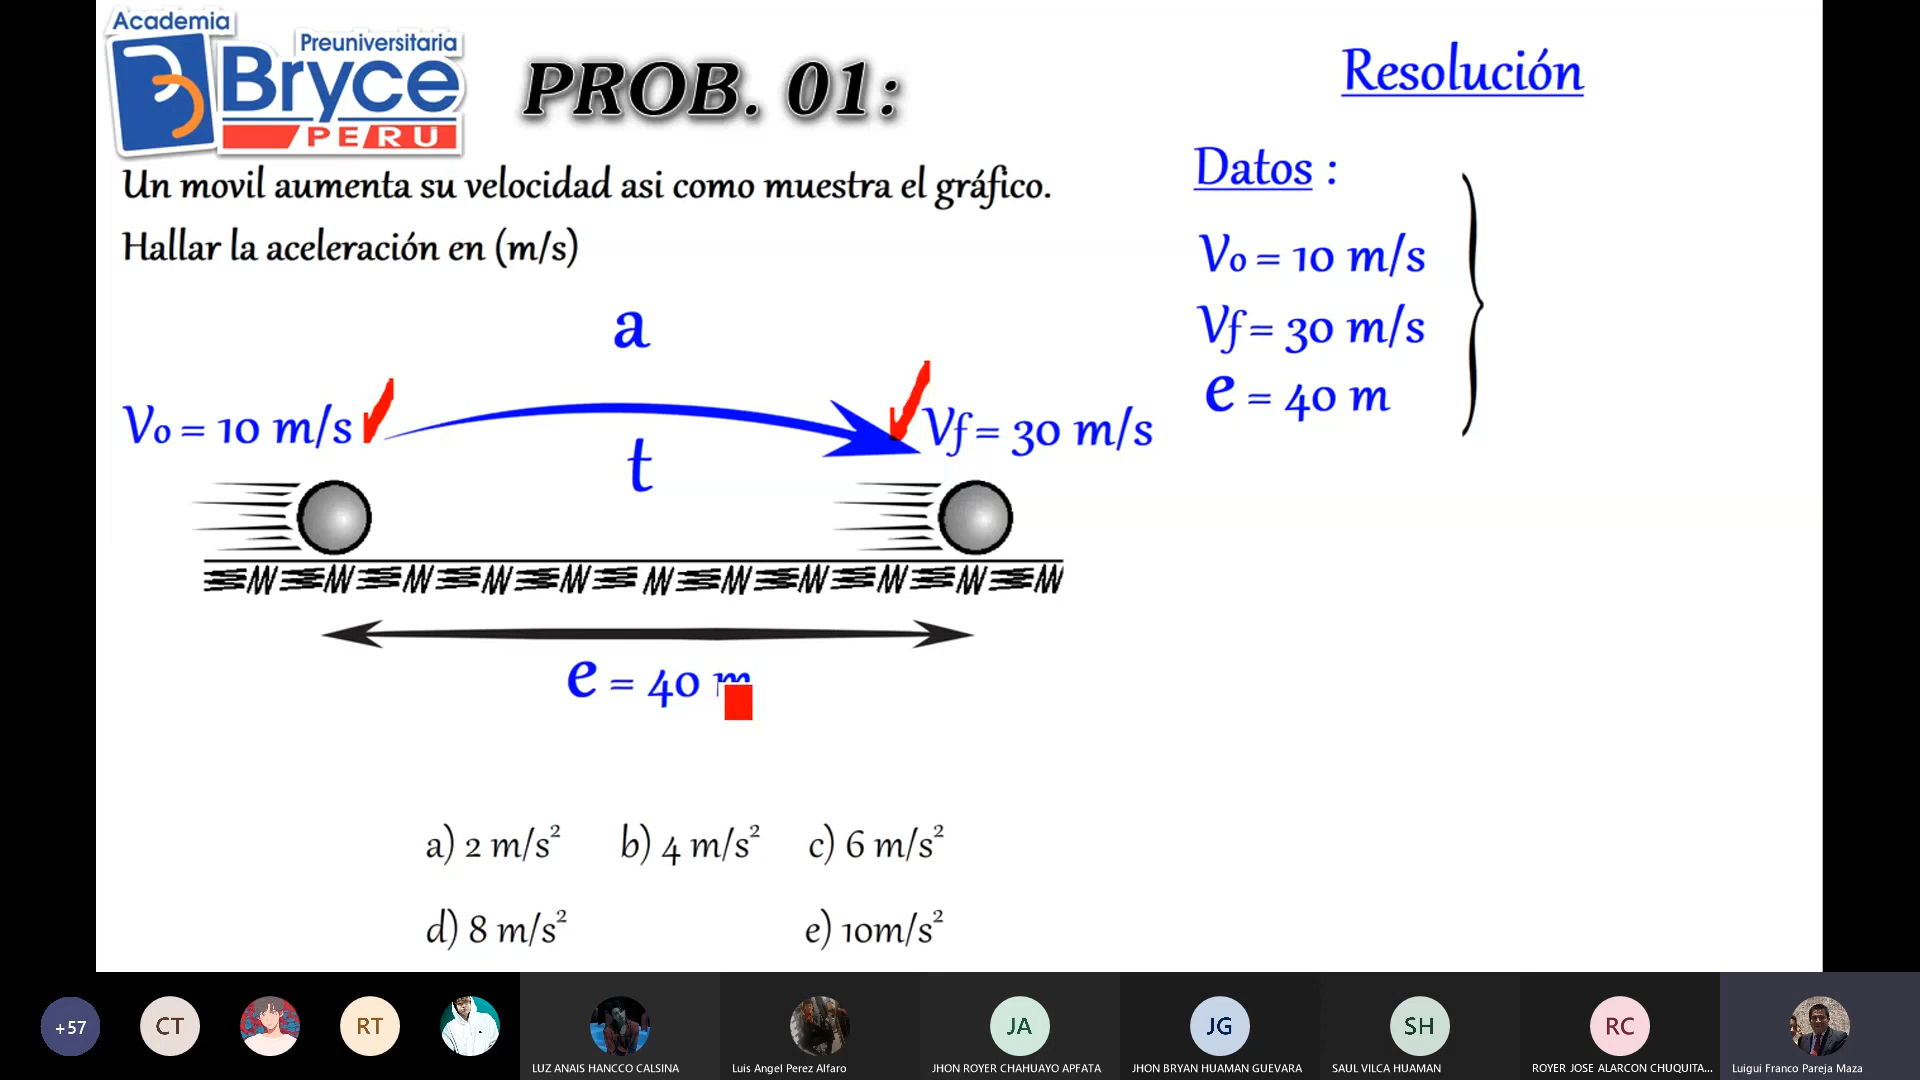 Academia
Preuniversitaria
Bryce
PERÚ
PROB. 01:
Un movil aumenta su velocidad asi como muestra el gráfico.
Hallar la aceleración en (m/s)
a
Vo = 10 m/s
Vf = 30 m/s
t
e = 40 m
a) 2 m/s²
b) 4 m/s²
c) 6 m/s²
d) 8 m/s²
e) 10m/s²
Resolución
Datos :
Vo = 10 m/s
Vf = 30 m/s
e = 40 m
+57
CT
RT
JA
JG
SH
RC
LUZ ANAIS HANCCO CALSINA
Luis Angel Perez Alfaro
JHON ROYER CHAHUAYO APFATA
JHON BRYAN HUAMAN GUEVARA
SAUL VILCA HUAMAN
ROYER JOSE ALARCON CHUQUITA...
Luigui Franco Pareja Maza